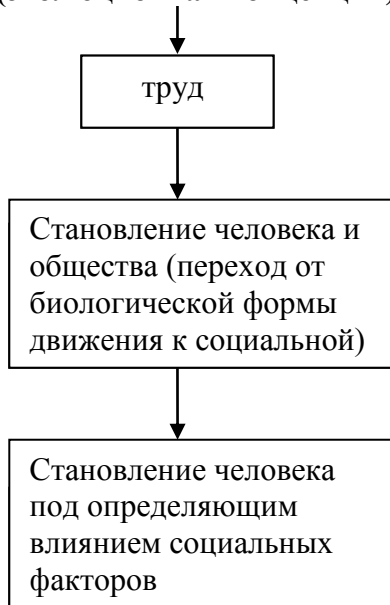 труд
Становление человека и
общества (переход от
биологической формы
движения к социальной)
Становление человека
под определяющим
влиянием социальных
факторов